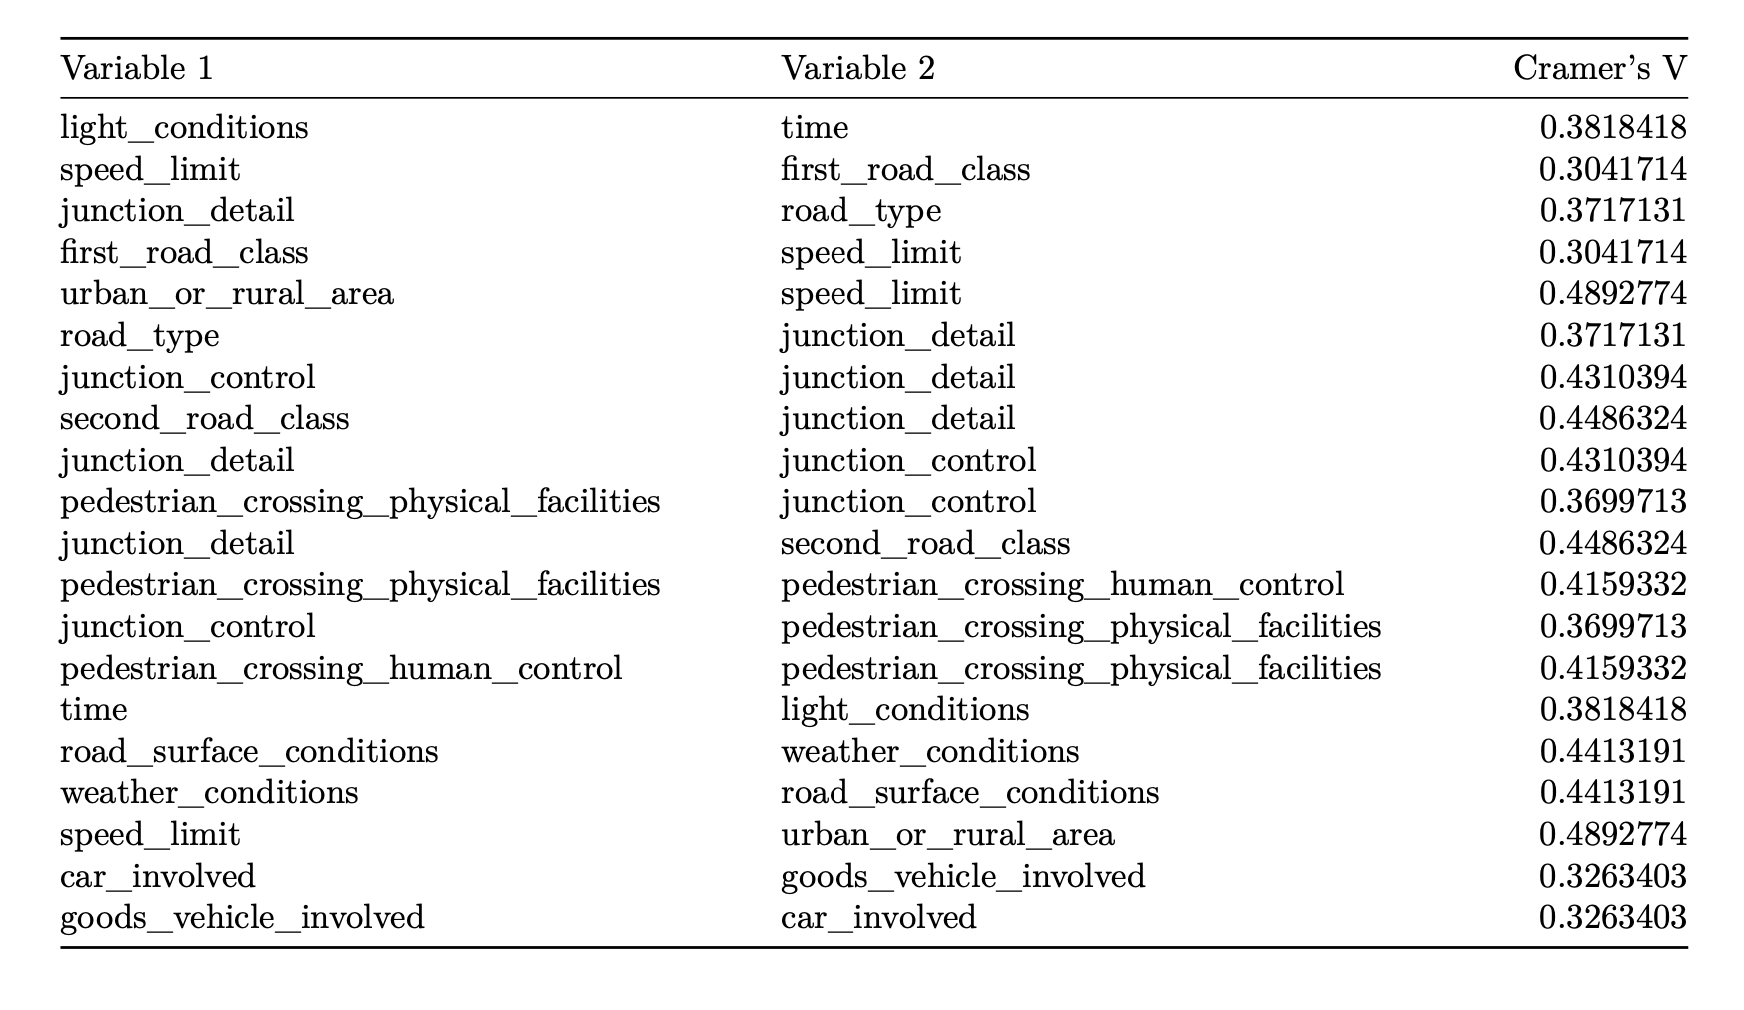 Variable 1 Variable 2 Cramer's V
light_conditions time 0.3818418
speed_limit first_road_class 0.3041714
junction_detail road_type 0.3717131
first_road_class speed_limit 0.3041714
urban_or_rural_area speed_limit 0.4892774
road_type junction_detail 0.3717131
junction_control junction_detail 0.4310394
second_road_class junction_detail 0.4486324
junction_detail junction_control 0.4310394
pedestrian_crossing_physical_facilities junction_control 0.3699713
junction_detail second_road_class 0.4486324
pedestrian_crossing_physical_facilities pedestrian_crossing_human_control 0.4159332
junction_control pedestrian_crossing_physical_facilities 0.3699713
pedestrian_crossing_human_control pedestrian_crossing_physical_facilities 0.4159332
time light_conditions 0.3818418
road_surface_conditions weather_conditions 0.4413191
weather_conditions road_surface_conditions 0.4413191
speed_limit urban_or_rural_area 0.4892774
car_involved goods_vehicle_involved 0.3263403
goods_vehicle_involved car_involved 0.3263403